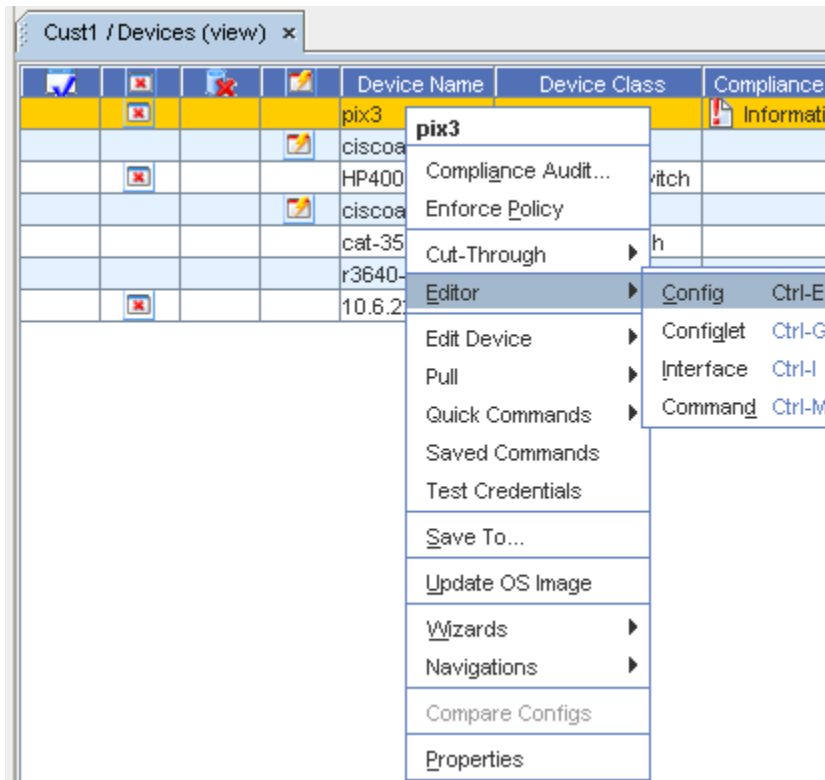 Cust1 / Devices (view) ×
Device Name Device Class Compliance
pix3 Informati
pix3
ciscoa
Compliance Audit...
HP400 vitch
Enforce Policy
ciscoa
Cut-Through
cat-35 h
r3640-
Editor
Config Ctrl-E
10.6.2
Edit Device
Configlet Ctrl-G
Pull
Interface Ctrl-I
Quick Commands
Command Ctrl-M
Saved Commands
Test Credentials
Save To...
Update OS Image
Wizards
Navigations
Compare Configs
Properties